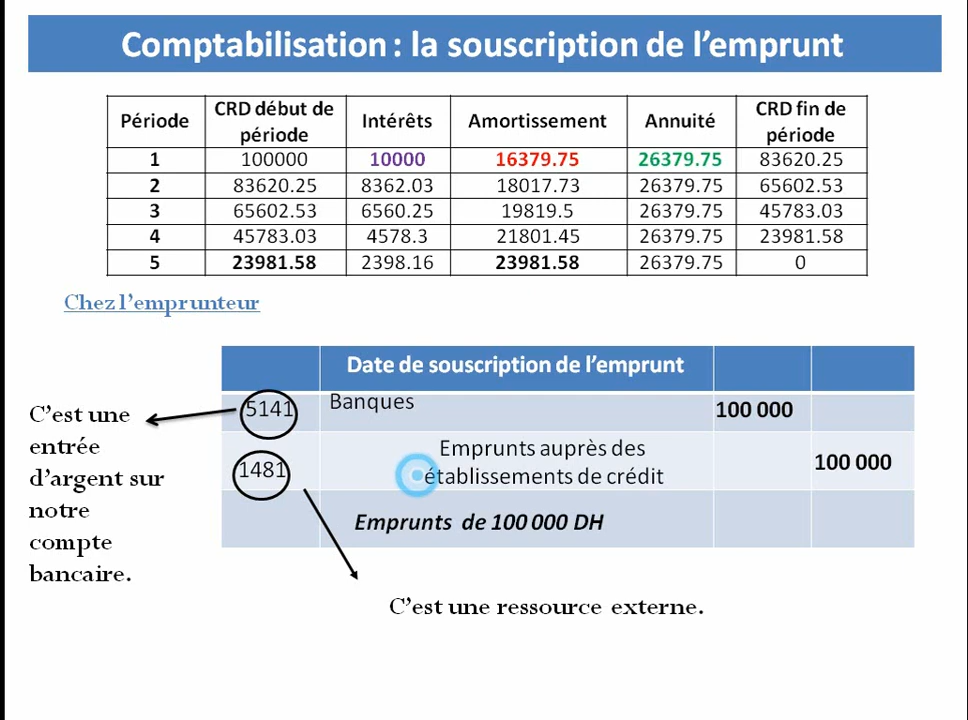 Comptabilisation : la souscription de l'emprunt
Période CRD début de période Intérêts Amortissement Annuité CRD fin de période
1 100000 10000 16379.75 26379.75 83620.25
2 83620.25 8362.03 18017.73 26379.75 65602.53
3 65602.53 6560.25 19819.5 26379.75 45783.03
4 45783.03 4578.3 21801.45 26379.75 23981.58
5 23981.58 2398.16 23981.58 26379.75 0
Chez l'emprunteur
Date de souscription de l'emprunt
5141 Banques 100 000
1481 Emprunts auprès des établissements de crédit 100 000
Emprunts de 100 000 DH
C'est une
entrée
d'argent sur
notre
compte
bancaire.
C'est une ressource externe.